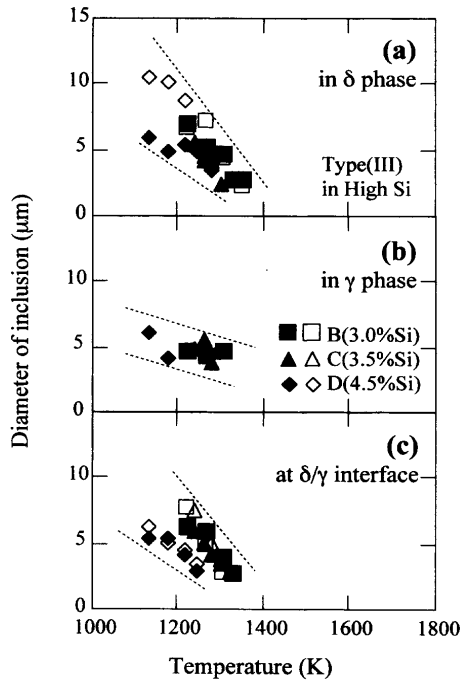 15
(a)
in δ phase
10
5
Type(III)
in High Si
0
(b)
10
in γ phase
B(3.0%Si)
5
C(3.5%Si)
D(4.5%Si)
0
(c)
10
at δ/γ interface
5
0
1000 1200 1400 1600 1800
Temperature (K)
Diameter of inclusion (μm)